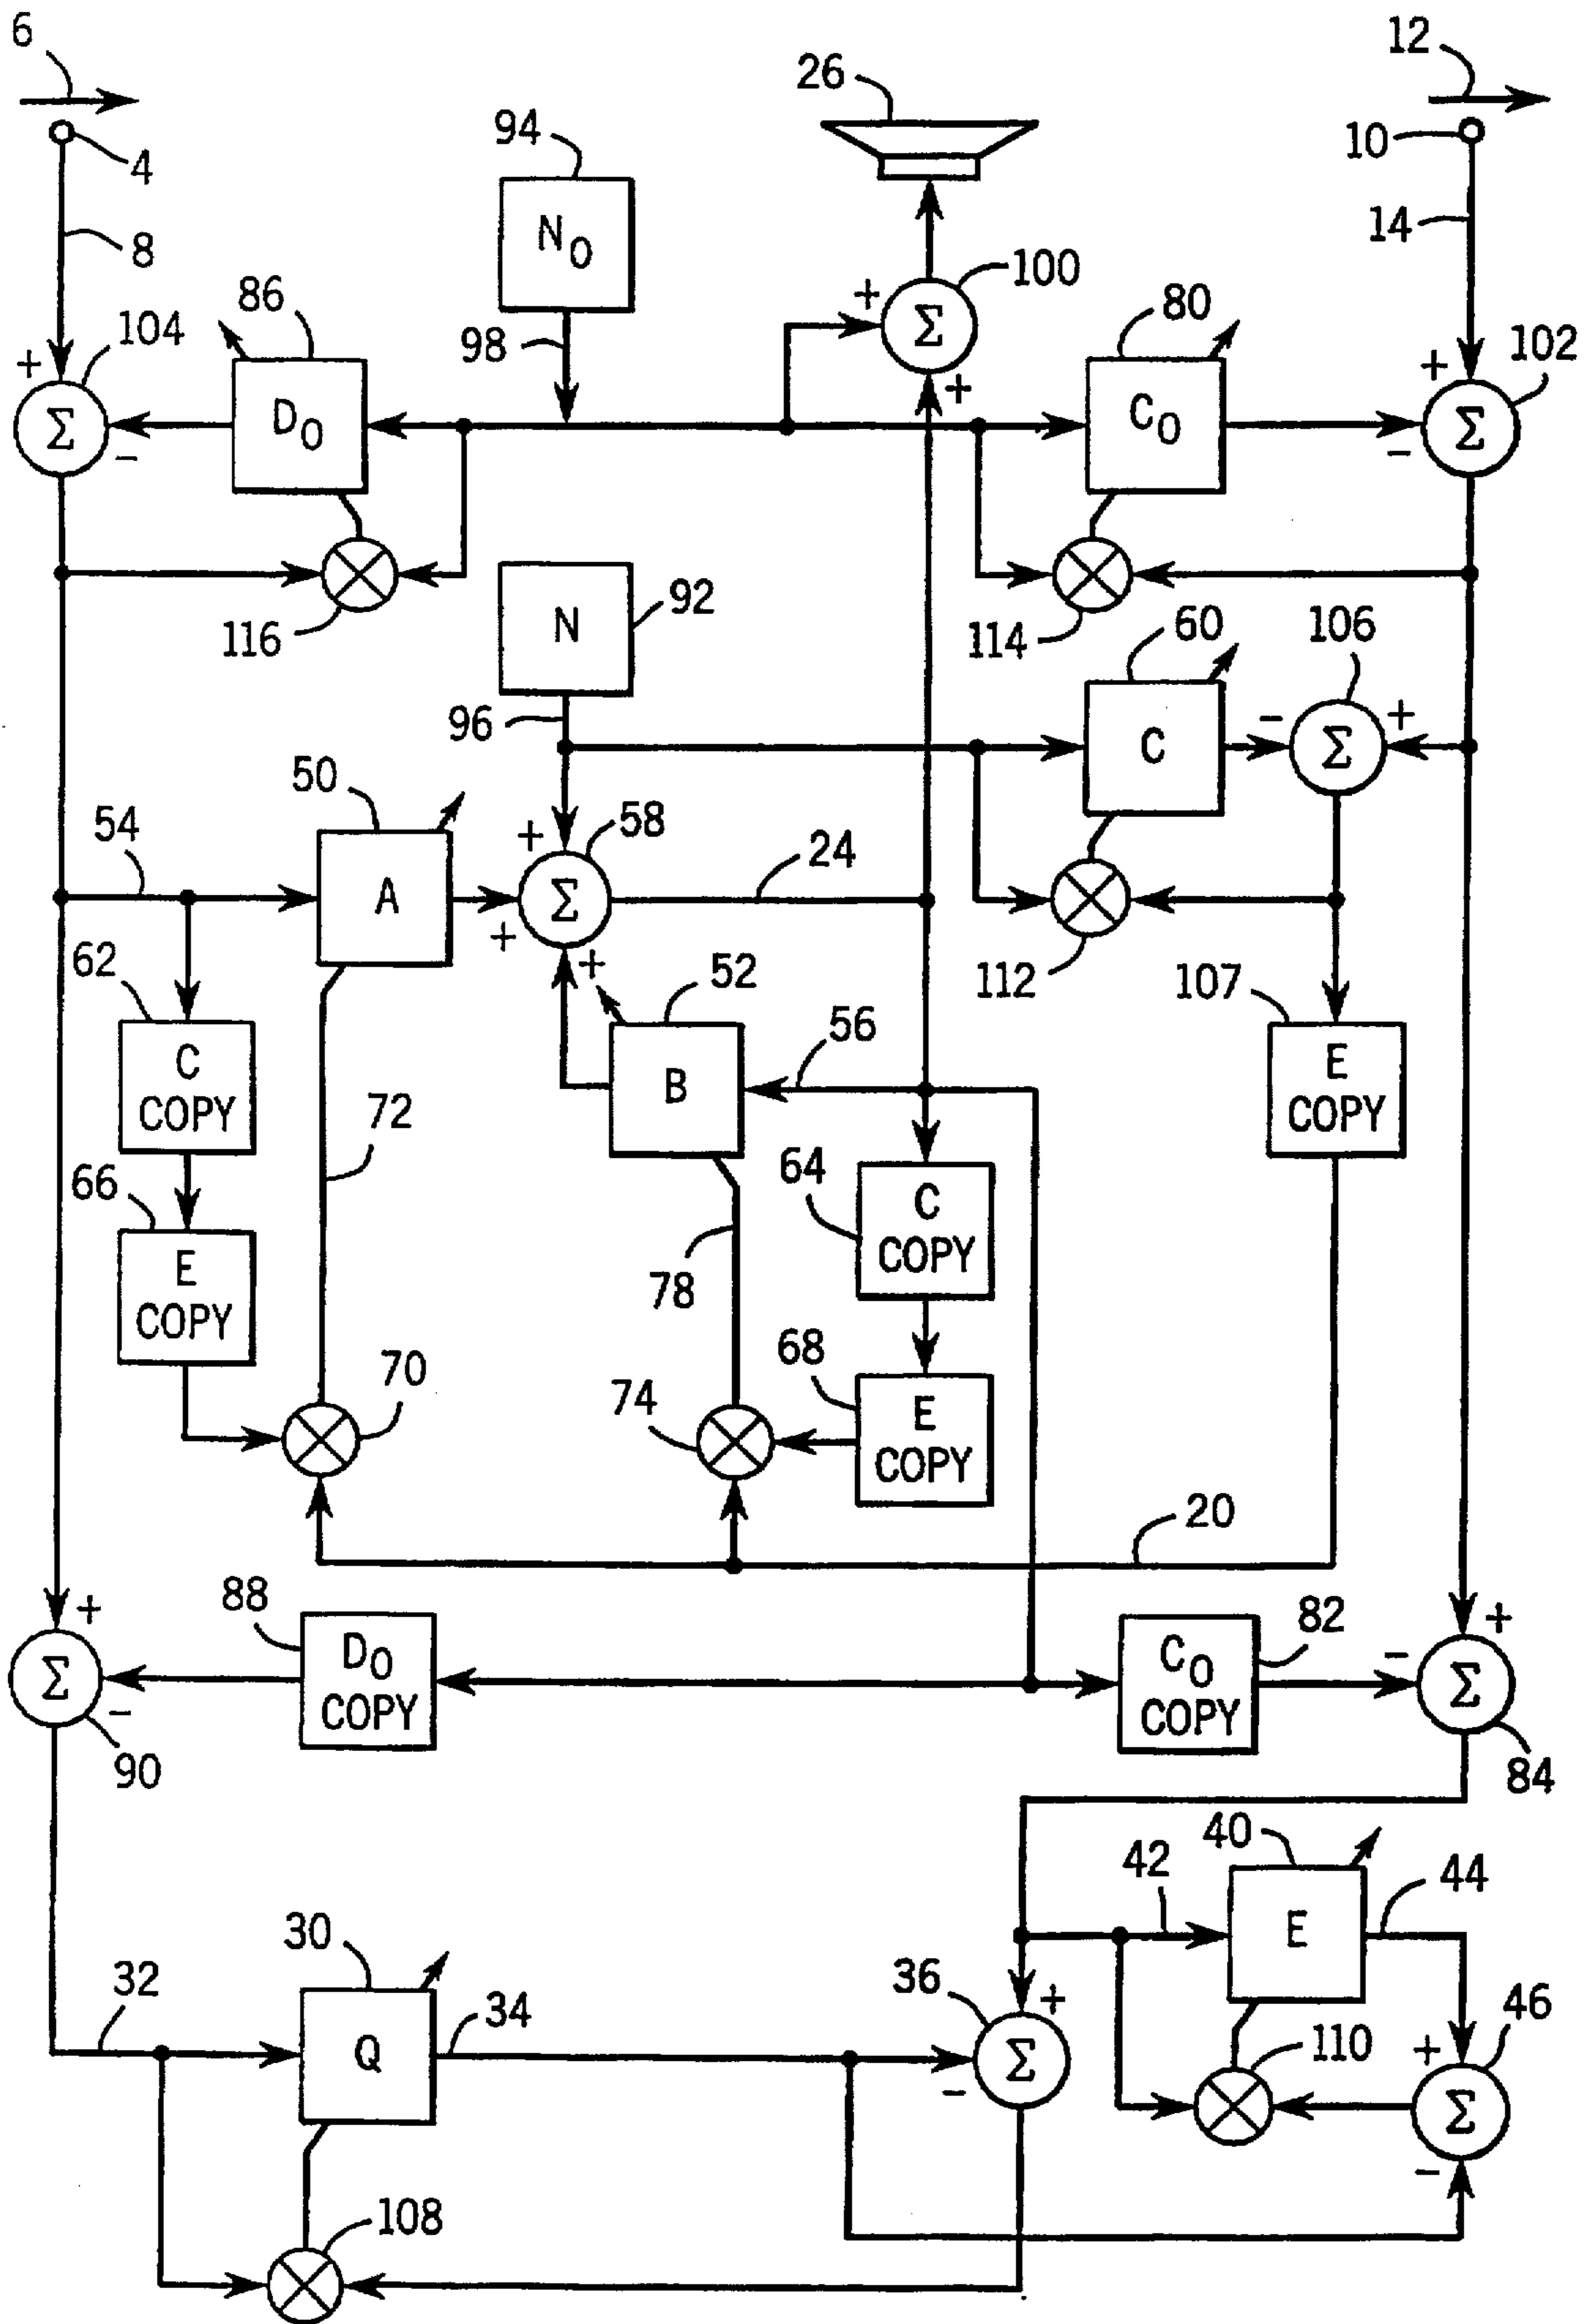 6
12
26
94
4
10
N0
8
14
86
100
80
104
98
102
+
+
+
Σ
Σ
D0
+
C0
Σ
-
-
92
60
106
116
N
114
96
-
+
C
Σ
50
58
54
+
24
A
Σ
+
+
62
52
112
107
56
C
COPY
B
E
COPY
72
64
C
COPY
66
E
COPY
78
68
70
74
E
COPY
20
88
82
+
+
D0
COPY
-
C0
COPY
Σ
Σ
-
90
84
40
42
44
30
E
32
34
36
+
46
Q
Σ
110
+
-
Σ
-
108